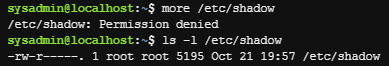 sysadmin@localhost:~$ more /etc/shadow
/etc/shadow: Permission denied
sysadmin@localhost:~$ ls -l /etc/shadow
-rw-r-----. 1 root root 5195 Oct 21 19:57 /etc/shadow